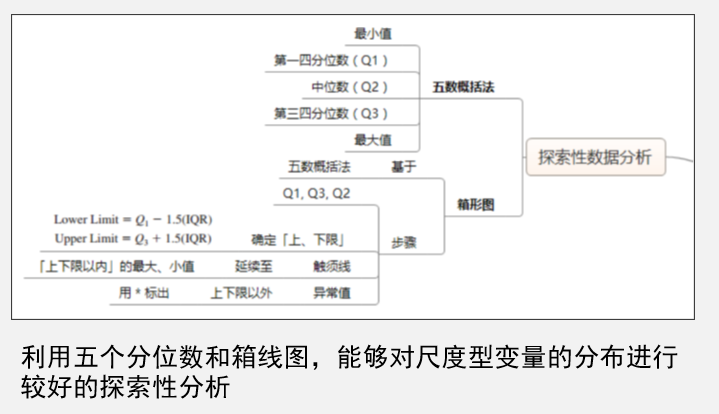 最小值
第一四分位数（Q1）
中位数（Q2） 五数概括法
第三四分位数（Q3）
最大值
探索性数据分析
五数概括法 基于
Q1, Q3, Q2
箱形图
Lower Limit = Q₁ − 1.5(IQR)
Upper Limit = Q₃ + 1.5(IQR) 确定「上、下限」 步骤
「上下限以内」的最大、小值 延续至 触须线
用 * 标出 上下限以外 异常值
利用五个分位数和箱线图，能够对尺度型变量的分布进行
较好的探索性分析